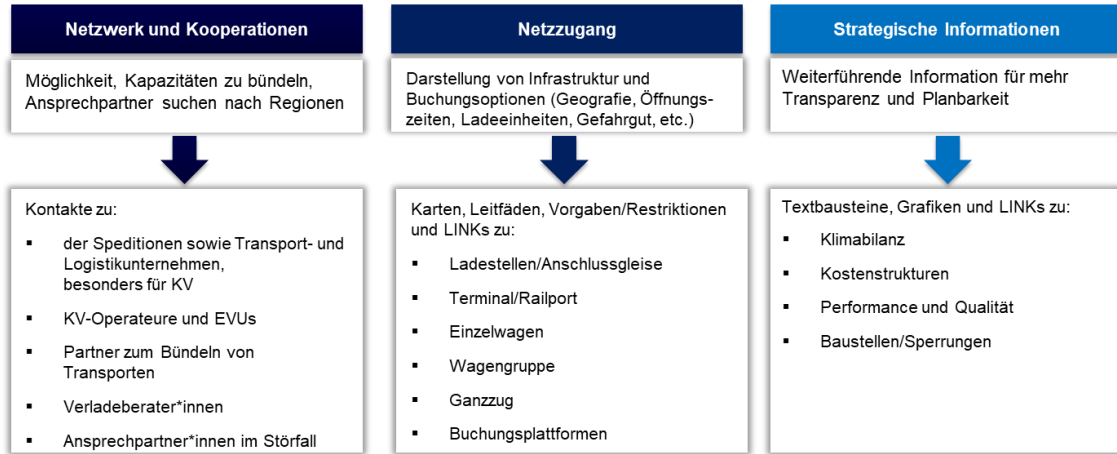 Netzwerk und Kooperationen
Möglichkeit, Kapazitäten zu bündeln,
Ansprechpartner suchen nach Regionen
Kontakte zu:
▪ der Speditionen sowie Transport- und
Logistikunternehmen,
besonders für KV
▪ KV-Operateure und EVUs
▪ Partner zum Bündeln von
Transporten
▪ Verladeberater*innen
▪ Ansprechpartner*innen im Störfall
Netzzugang
Darstellung von Infrastruktur und
Buchungsoptionen (Geografie, Öffnungs-
zeiten, Ladeeinheiten, Gefahrgut, etc.)
Karten, Leitfäden, Vorgaben/Restriktionen
und LINKs zu:
▪ Ladestellen/Anschlussgleise
▪ Terminal/Railport
▪ Einzelwagen
▪ Wagengruppe
▪ Ganzzug
▪ Buchungsplattformen
Strategische Informationen
Weiterführende Information für mehr
Transparenz und Planbarkeit
Textbausteine, Grafiken und LINKs zu:
▪ Klimabilanz
▪ Kostenstrukturen
▪ Performance und Qualität
▪ Baustellen/Sperrungen